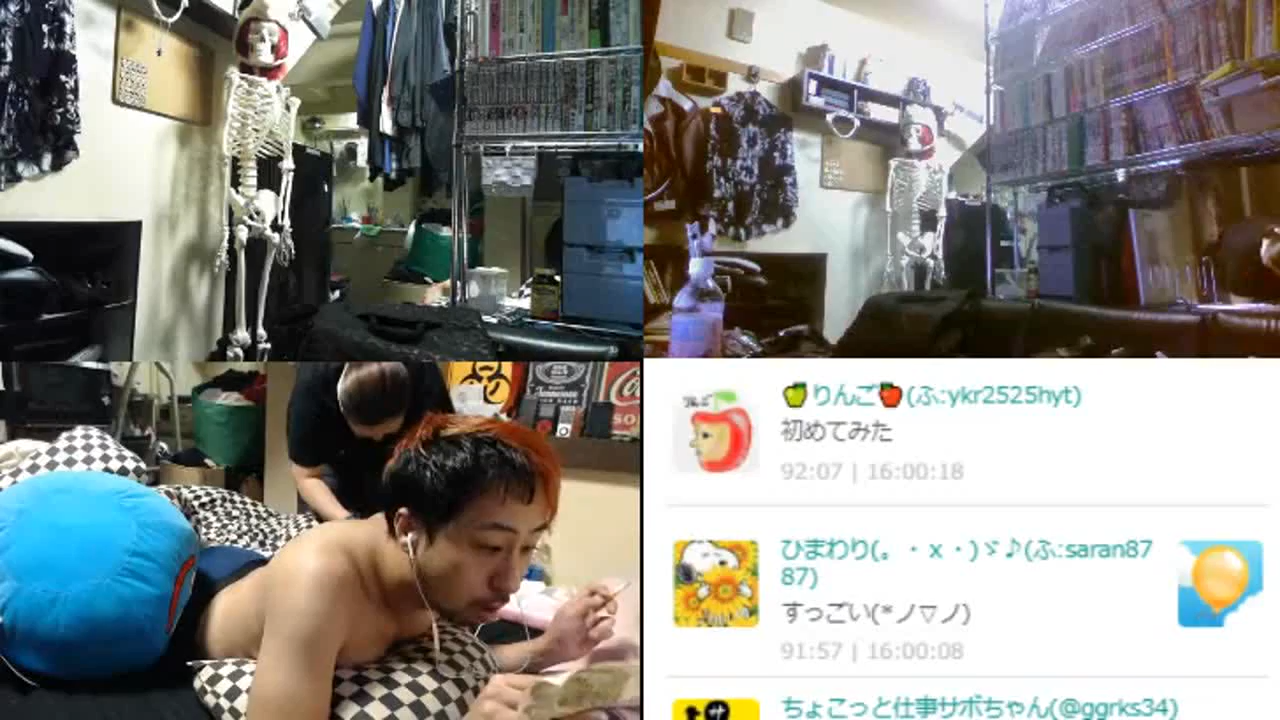 🍏りんご🍎(ふ:ykr2525hyt)
初めてみた
92:07 | 16:00:18
ひまわり(。・x・)ゞ♪(ふ:saran87
87)
すっごい(*ノ▽ノ)
91:57 | 16:00:08
ちょこっと仕事サボちゃん(@ggrks34)
サ
Coca